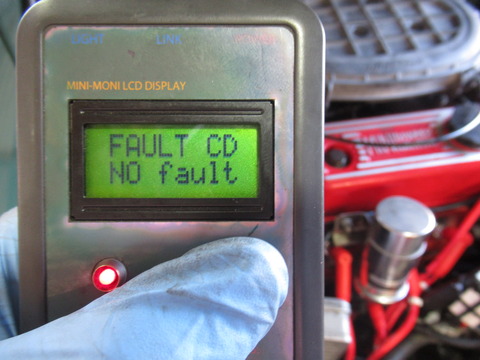 LINK
MINI-MONI LCD DISPLAY
FAULT CD
NO fault